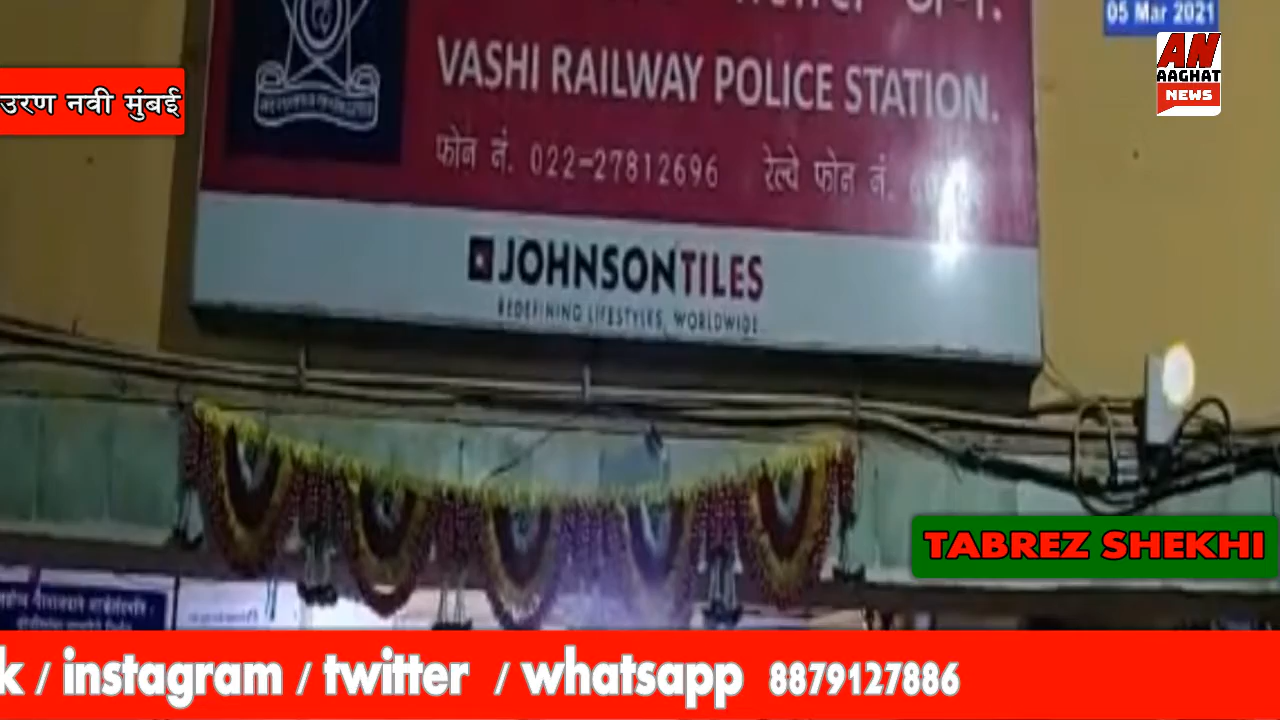 05 Mar 2021
AN
AAGHAT
NEWS
उरण नवी मुंबई
VASHI RAILWAY POLICE STATION.
फोन नं. 022-27812696 रेल्वे फोन नं.
JOHNSONTILES
REDEFINING LIFESTYLES, WORLDWIDE
TABREZ SHEKHI
k / instagram / twitter / whatsapp 8879127886